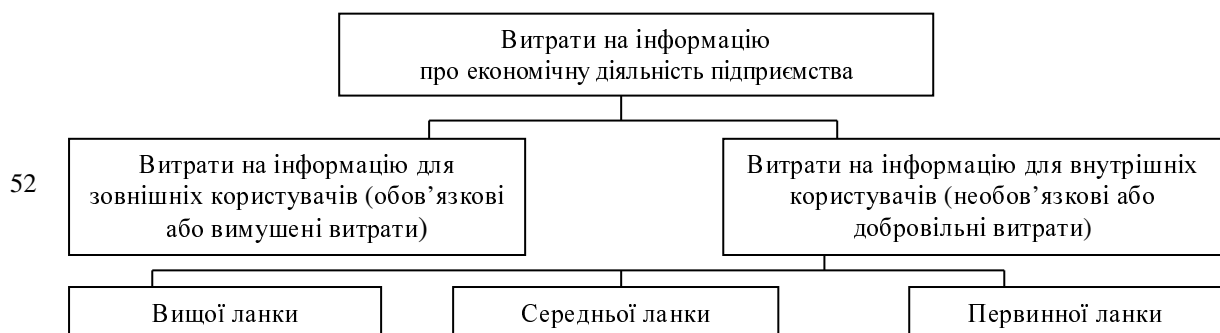 Витрати на інформацію
про економічну діяльність підприємства
52
Витрати на інформацію для
зовнішніх користувачів (обов’язкові
або вимушені витрати)
Витрати на інформацію для внутрішніх
користувачів (необов’язкові або
добровільні витрати)
Вищої ланки
Середньої ланки
Первинної ланки